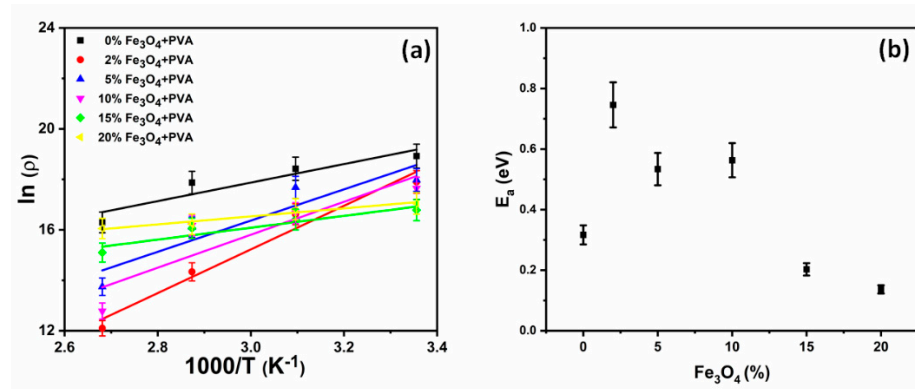 (a)
0% Fe₃O₄+PVA
2% Fe₃O₄+PVA
5% Fe₃O₄+PVA
10% Fe₃O₄+PVA
15% Fe₃O₄+PVA
20% Fe₃O₄+PVA
24
20
16
12
ln (ρ)
2.6 2.8 3.0 3.2 3.4
1000/T (K⁻¹)
(b)
1.0
0.8
0.6
0.4
0.2
0.0
Eₐ (eV)
0 5 10 15 20
Fe₃O₄ (%)